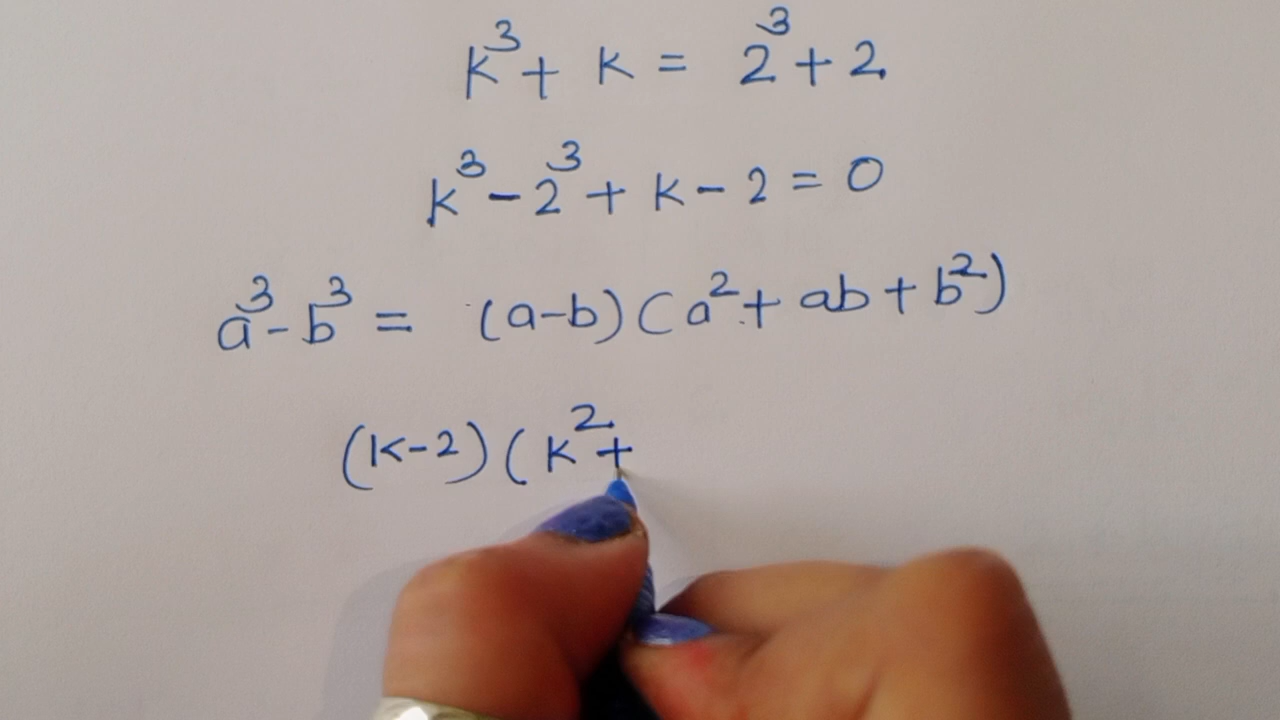 k³ + k = 2³ + 2
k³ - 2³ + k - 2 = 0
a³ - b³ = (a-b)(a² + ab + b²)
(k-2)(k² +